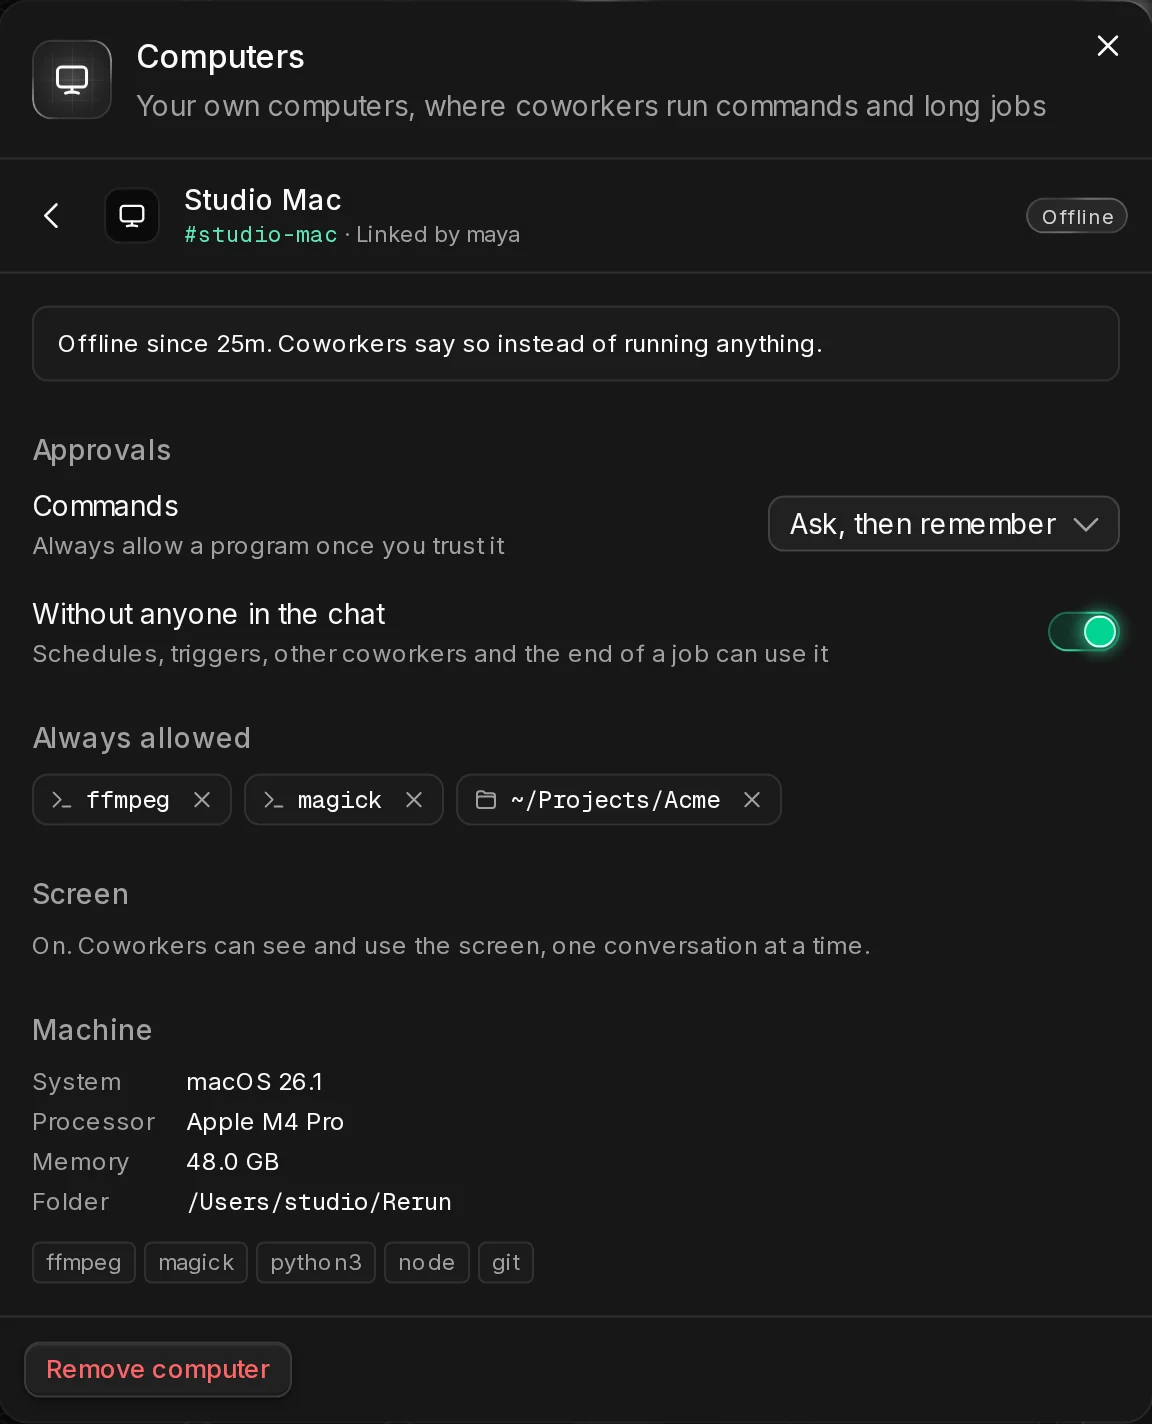 Computers
Your own computers, where coworkers run commands and long jobs
Studio Mac
#studio-mac · Linked by maya
Offline
Offline since 25m. Coworkers say so instead of running anything.
Approvals
Commands
Always allow a program once you trust it
Ask, then remember
Without anyone in the chat
Schedules, triggers, other coworkers and the end of a job can use it
Always allowed
ffmpeg
magick
~/Projects/Acme
Screen
On. Coworkers can see and use the screen, one conversation at a time.
Machine
System macOS 26.1
Processor Apple M4 Pro
Memory 48.0 GB
Folder /Users/studio/Rerun
ffmpeg magick python3 node git
Remove computer